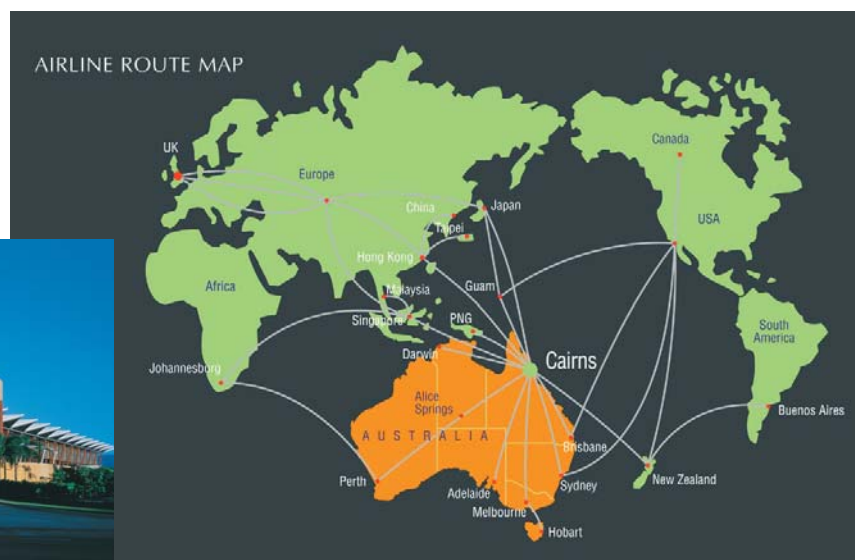 AIRLINE ROUTE MAP
UK
Europe
Canada
USA
China
Japan
Taipei
Hong Kong
Africa
Malaysia
Guam
Singapore
PNG
South
America
Darwin
Cairns
Johannesburg
Alice
Springs
Buenos Aires
AUSTRALIA
Brisbane
Perth
Adelaide
Sydney
New Zealand
Melbourne
Hobart